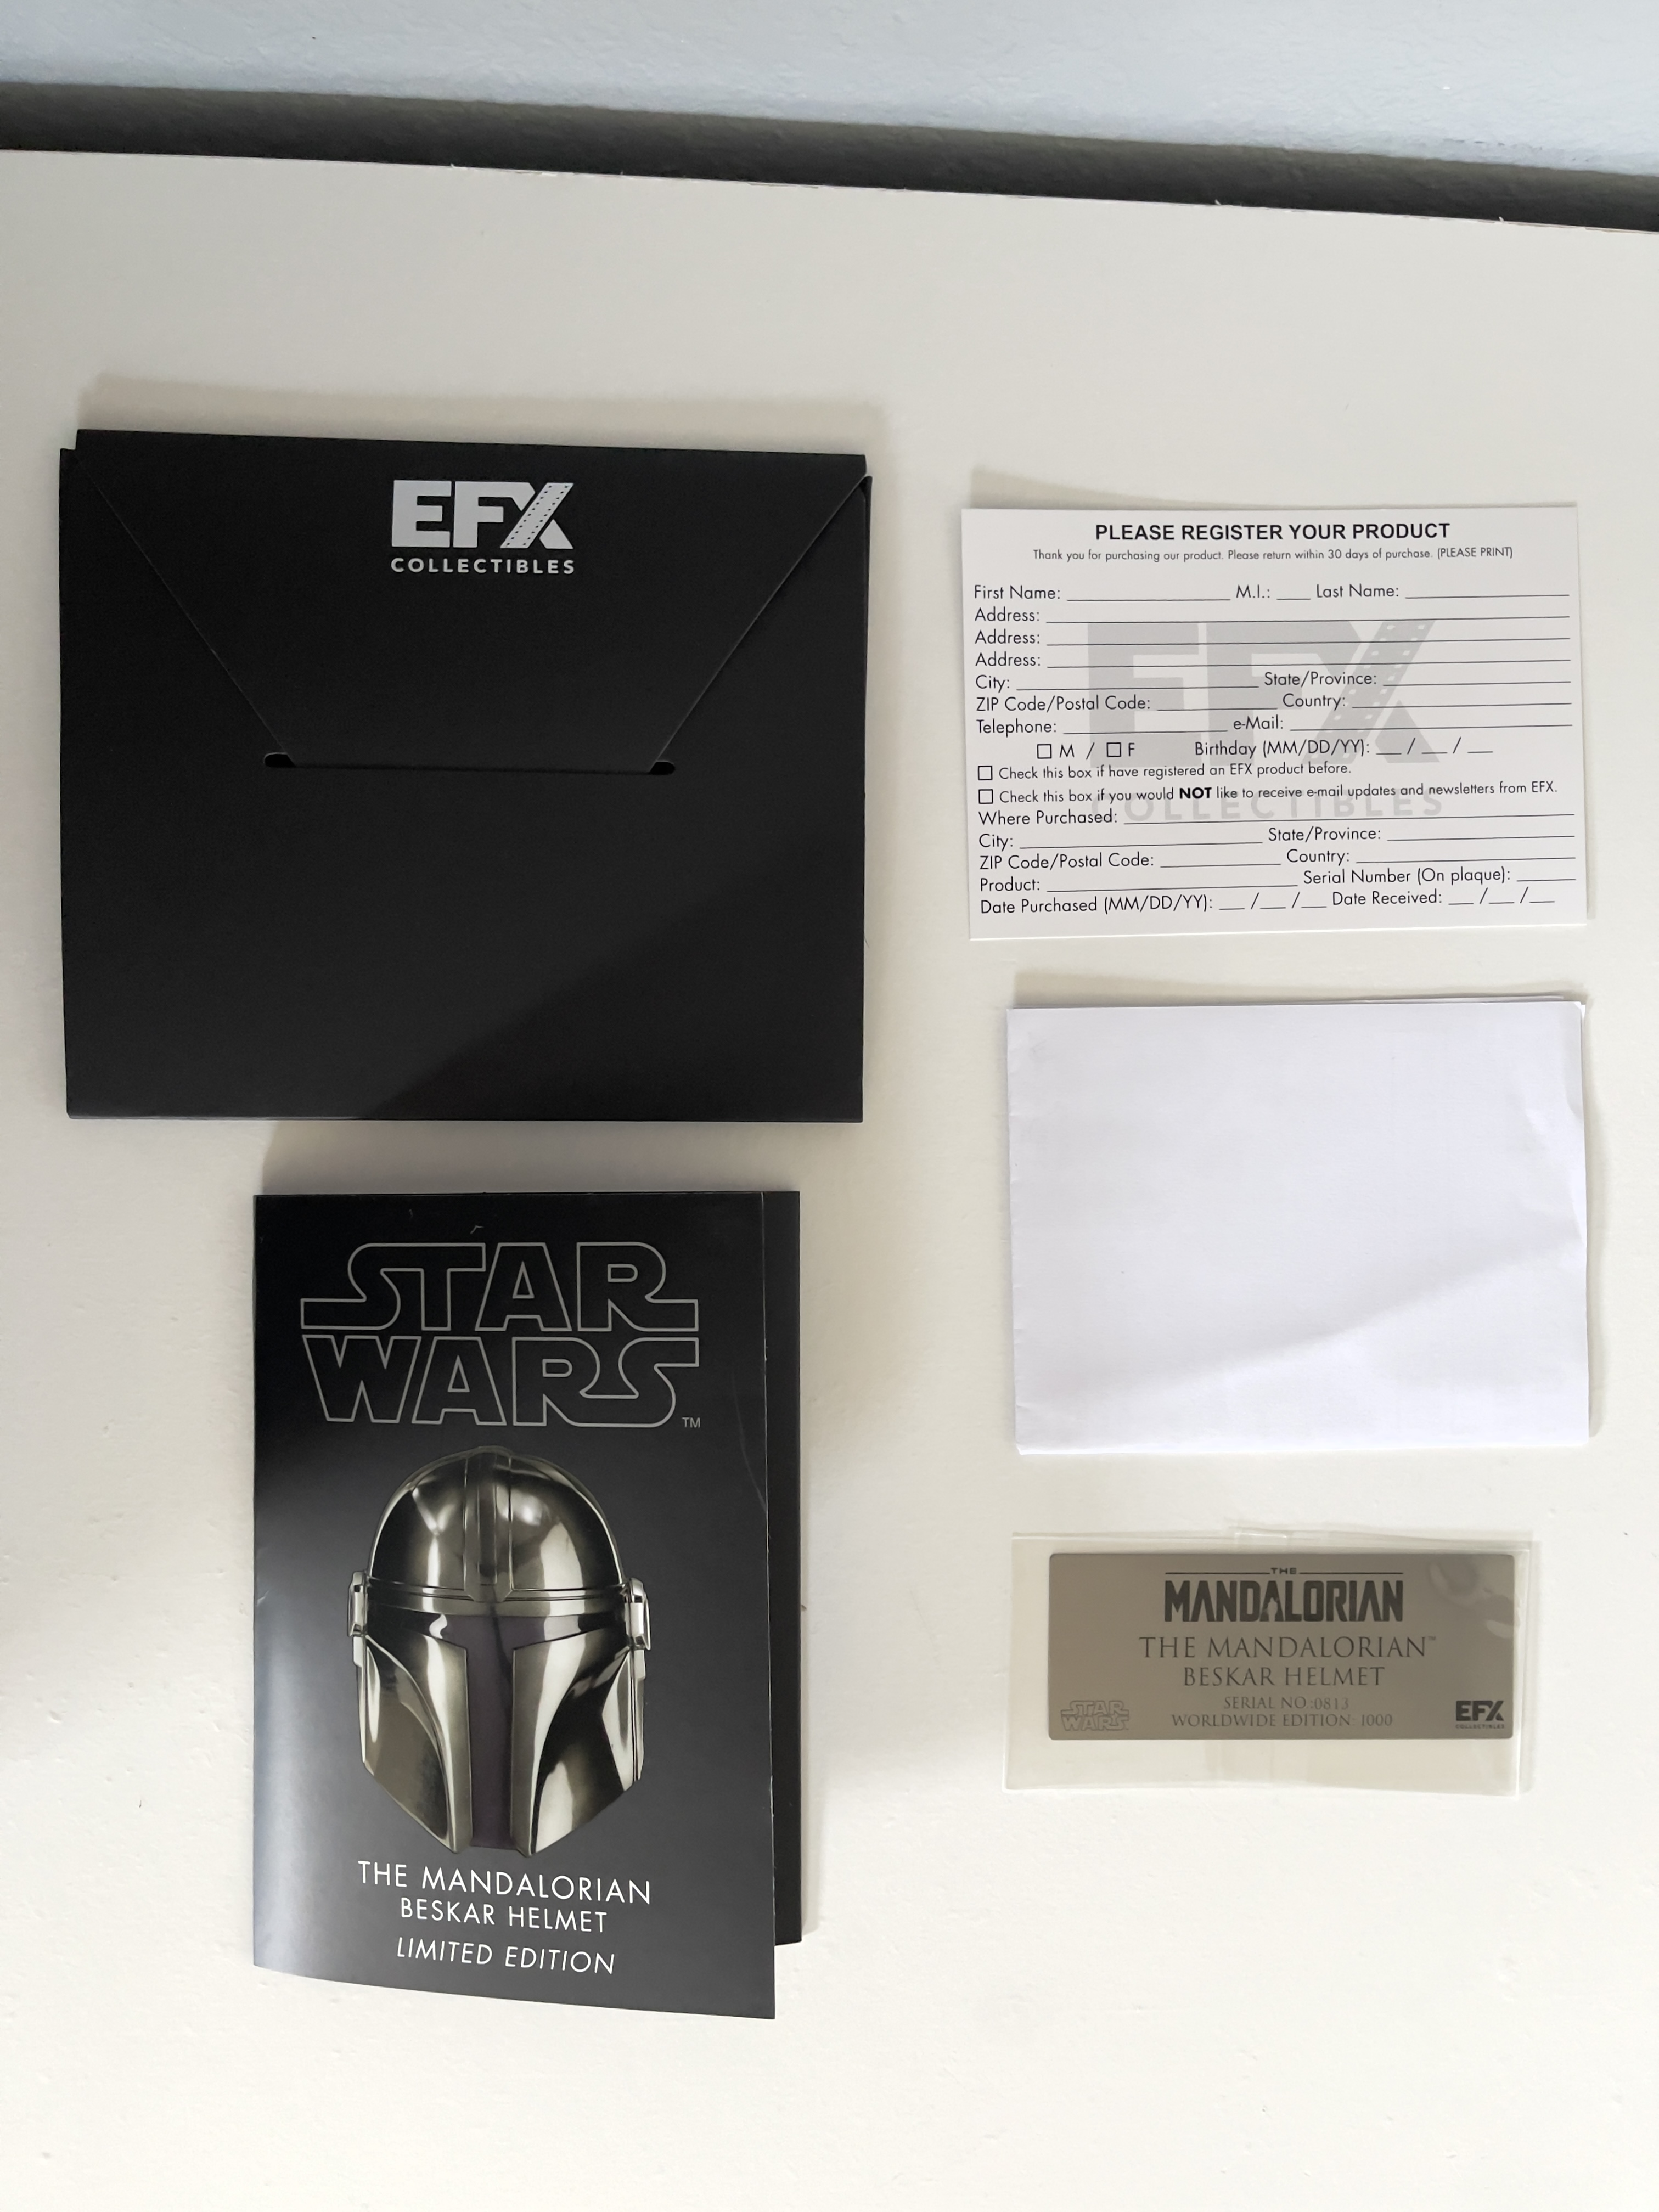 EFX
COLLECTIBLES
PLEASE REGISTER YOUR PRODUCT
Thank you for purchasing our product. Please return within 30 days of purchase. (PLEASE PRINT)
First Name: M.I.: Last Name:
Address:
Address:
Address:
City: State/Province:
ZIP Code/Postal Code: Country:
Telephone: e-Mail:
M / F Birthday (MM/DD/YY): / /
Check this box if have registered an EFX product before.
Check this box if you would NOT like to receive e-mail updates and newsletters from EFX.
Where Purchased:
City: State/Province:
ZIP Code/Postal Code: Country:
Product: Serial Number (On plaque):
Date Purchased (MM/DD/YY): / / Date Received: / /
EFX
COLLECTIBLES
STAR
WARS
TM
THE MANDALORIAN
BESKAR HELMET
LIMITED EDITION
THE
MANDALORIAN
THE MANDALORIAN™
BESKAR HELMET
SERIAL NO:0813
WORLDWIDE EDITION: 1000
STAR
WARS
EFX
COLLECTIBLES